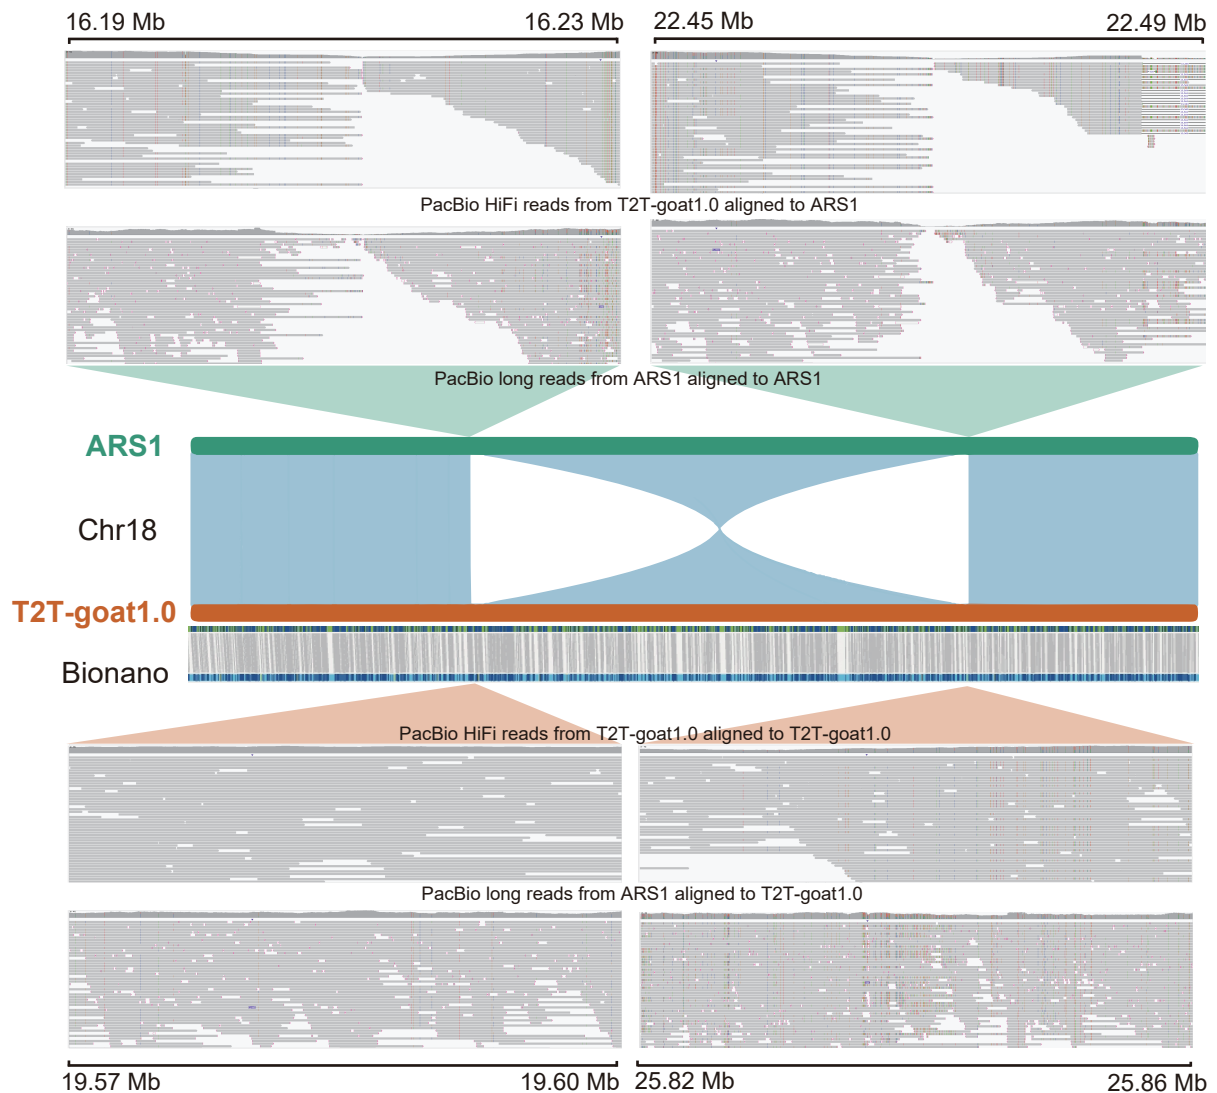 16.19 Mb 16.23 Mb 22.45 Mb 22.49 Mb
PacBio HiFi reads from T2T-goat1.0 aligned to ARS1
PacBio long reads from ARS1 aligned to ARS1
ARS1
Chr18
T2T-goat1.0
Bionano
PacBio HiFi reads from T2T-goat1.0 aligned to T2T-goat1.0
PacBio long reads from ARS1 aligned to T2T-goat1.0
19.57 Mb 19.60 Mb 25.82 Mb 25.86 Mb